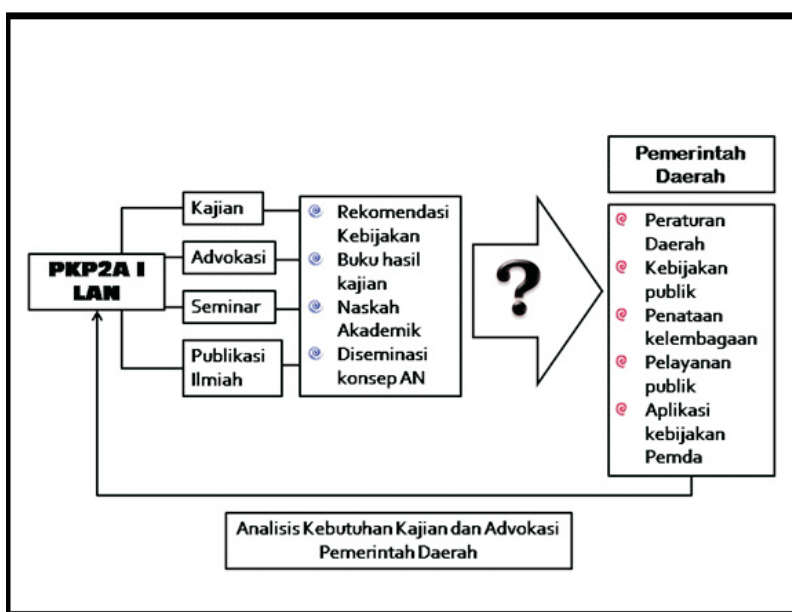 PKP2A I
LAN
Kajian
Advokasi
Seminar
Publikasi
Ilmiah
Rekomendasi
Kebijakan
Buku hasil
kajian
Naskah
Akademik
Diseminasi
konsep AN
?
Pemerintah
Daerah
Peraturan
Daerah
Kebijakan
publik
Penataan
kelembagaan
Pelayanan
publik
Aplikasi
kebijakan
Pemda
Analisis Kebutuhan Kajian dan Advokasi
Pemerintah Daerah